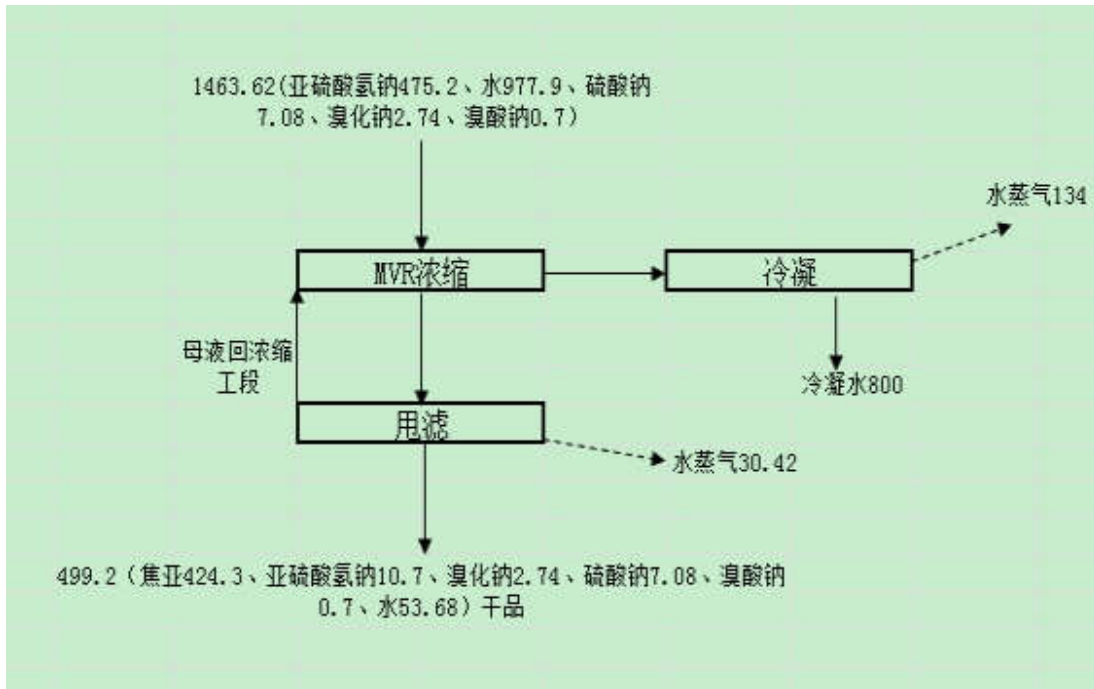 1463.62(亚硫酸氢钠475.2、水977.9、硫酸钠
7.08、溴化钠2.74、溴酸钠0.7)
水蒸气134
MVR浓缩
冷凝
母液回浓缩
工段
冷凝水800
甩滤
水蒸气30.42
499.2（焦亚424.3、亚硫酸氢钠10.7、溴化钠2.74、硫酸钠7.08、溴酸钠
0.7、水53.68）干品